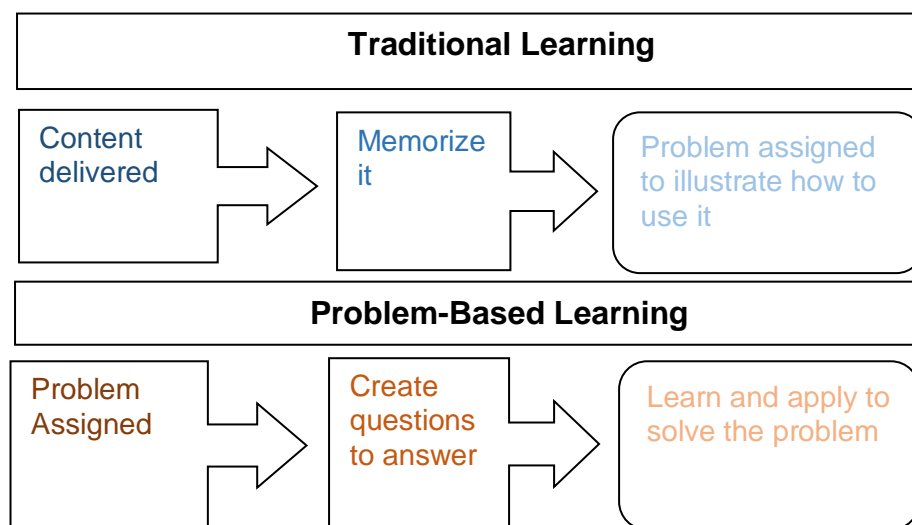 Traditional Learning
Content
delivered
Memorize
it
Problem assigned
to illustrate how to
use it
Problem-Based Learning
Problem
Assigned
Create
questions
to answer
Learn and apply to
solve the problem